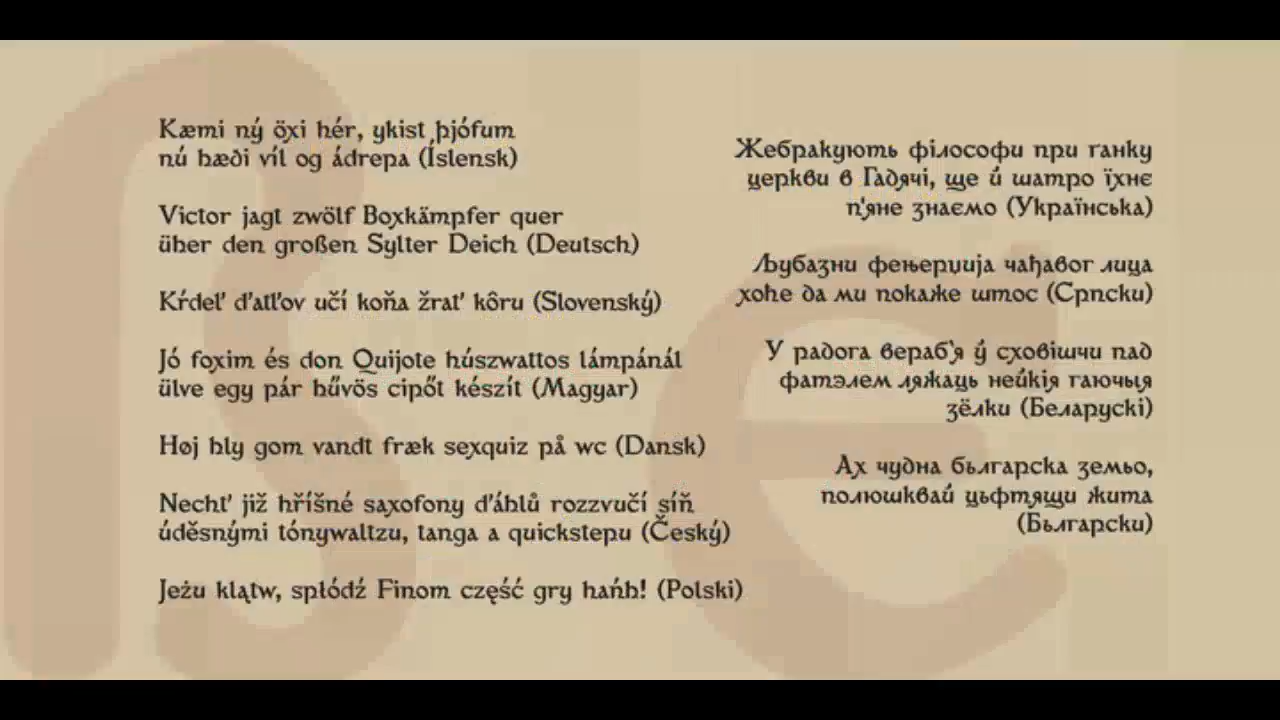 Kæmi ný öxi hér, ykist þjófum
nú bæði víl og ádrepa (Íslensk)
Victor jagt zwölf Boxkämpfer quer
über den großen Sylter Deich (Deutsch)
Kŕdeľ ďatľov učí koňa žrať kôru (Slovenský)
Jó foxim és don Quijote húszwattos lámpánál
ülve egy pár bűvös cipőt készít (Magyar)
Høj bly gom vandt fræk sexquiz på wc (Dansk)
Nechť již hříšné saxofony ďáblů rozzvučí síň
úděsnými tónywaltzu, tanga a quickstepu (Český)
Jeżu klątw, spłódź Finom część gry hańb! (Polski)
Жебракують філософи при ґанку
церкви в Гадячі, ще й шатро їхнє
п'яне знаємо (Українська)
Љубазни фењерџија чађавог лица
хоће да ми покаже штос (Српски)
У радога вераб'я ў сховішчи пад
фатэлем ляжаць нейкія гаючыя
зёлки (Беларускі)
Ах чудна българска земьо,
полюшквай цъфтящи жита
(Български)